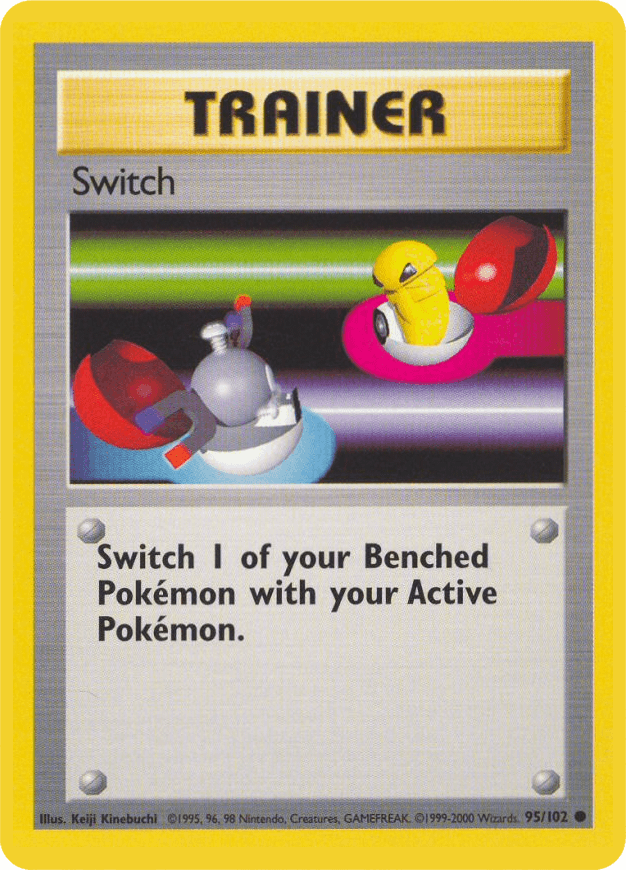 TRAINER
Switch
Switch 1 of your Benched
Pokémon with your Active
Pokémon.
Illus. Keiji Kinebuchi ©1995, 96, 98 Nintendo, Creatures, GAMEFREAK. ©1999-2000 Wizards. 95/102 ●